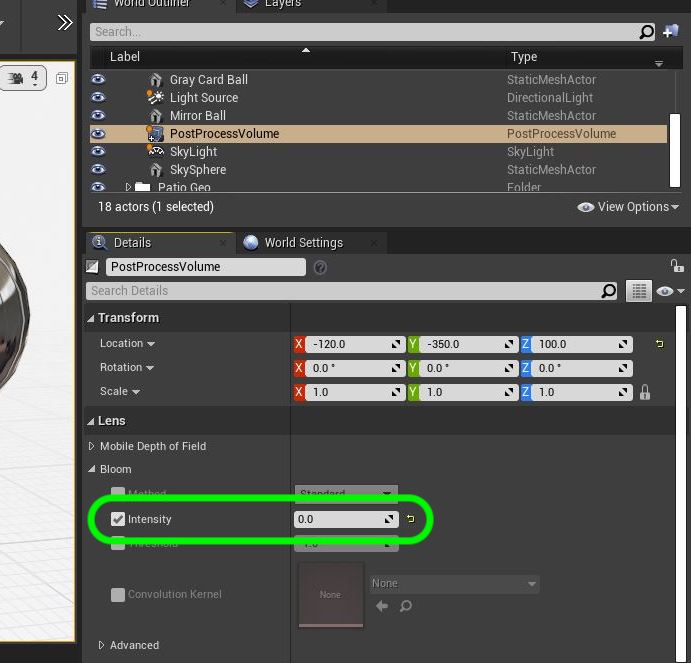 World Outliner
Layers
Search...
4
Label
Type
Gray Card Ball
StaticMeshActor
Light Source
DirectionalLight
Mirror Ball
StaticMeshActor
PostProcessVolume
PostProcessVolume
SkyLight
SkyLight
SkySphere
StaticMeshActor
Patio Geo
Folder
18 actors (1 selected)
View Options
Details
World Settings
PostProcessVolume
Search Details
Transform
Location
X -120.0 Y -350.0 Z 100.0
Rotation
X 0.0 ° Y 0.0 ° Z 0.0 °
Scale
X 1.0 Y 1.0 Z 1.0
Lens
Mobile Depth of Field
Bloom
Method
Standard
Intensity
0.0
Threshold
-1.0
Convolution Kernel
None
None
Advanced